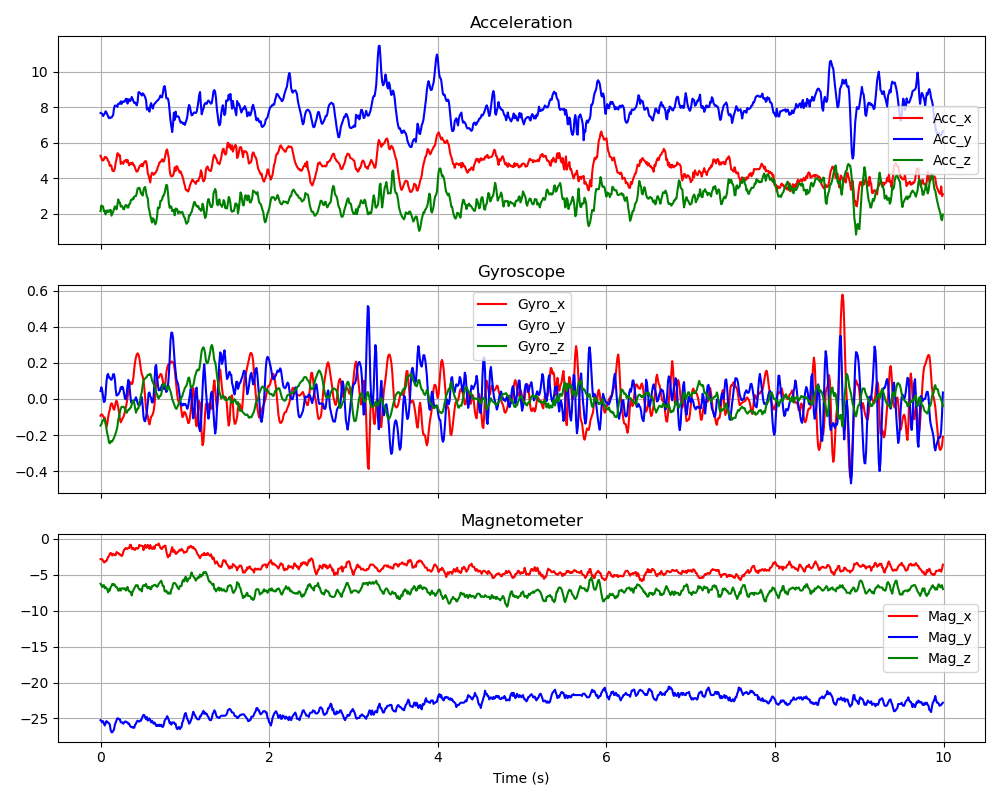 Acceleration
10
8
6
4
2
Acc_x
Acc_y
Acc_z
Gyroscope
0.6
0.4
0.2
0.0
−0.2
−0.4
Gyro_x
Gyro_y
Gyro_z
Magnetometer
0
−5
−10
−15
−20
−25
Mag_x
Mag_y
Mag_z
0 2 4 6 8 10
Time (s)